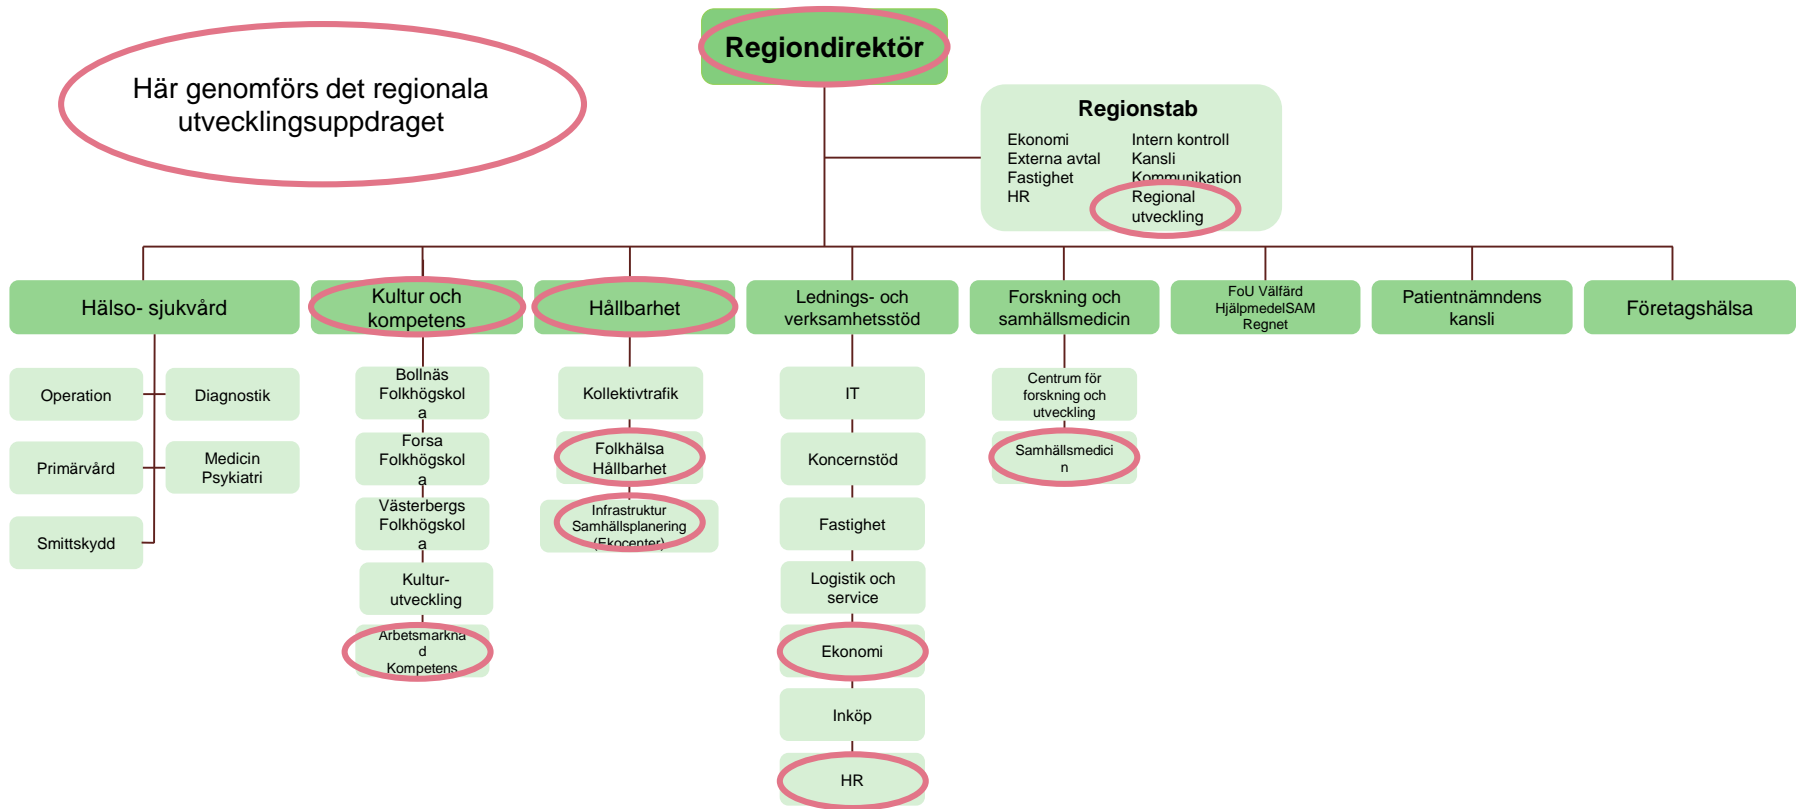 Här genomförs det regionala
utvecklingsuppdraget
Regiondirektör
Regionstab
Ekonomi
Externa avtal
Fastighet
HR
Intern kontroll
Kansli
Kommunikation
Regional
utveckling
Hälso- sjukvård
Kultur och
kompetens
Hållbarhet
Lednings- och
verksamhetsstöd
Forskning och
samhällsmedicin
FoU Välfärd
HjälpmedelSAM
Regnet
Patientnämndens
kansli
Företagshälsa
Operation
Diagnostik
Primärvård
Medicin
Psykiatri
Smittskydd
Bollnäs
Folkhögskol
a
Forsa
Folkhögskol
a
Västerbergs
Folkhögskol
a
Kultur-
utveckling
Arbetsmarkna
d
Kompetens
Kollektivtrafik
Folkhälsa
Hållbarhet
Infrastruktur
Samhällsplanering
(Ekocenter)
IT
Koncernstöd
Fastighet
Logistik och
service
Ekonomi
Inköp
HR
Centrum för
forskning och
utveckling
Samhällsmedici
n